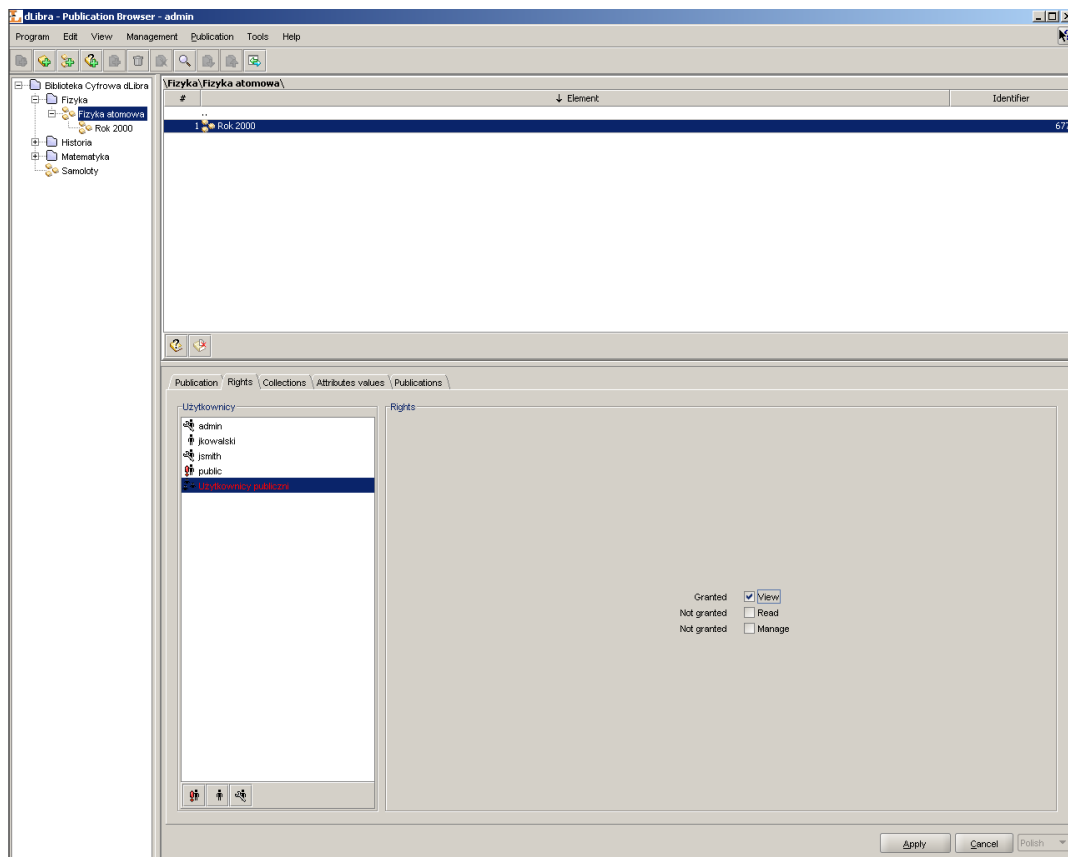 dLibra - Publication Browser - admin
Program Edit View Management Publication Tools Help
Biblioteka Cyfrowa dLibra
Fizyka
Fizyka atomowa
Rok 2000
Historia
Matematyka
Samoloty
\Fizyka\Fizyka atomowa\
# ↓ Element Identifier
..
1 Rok 2000 677
Publication Rights Collections Attributes values Publications
Użytkownicy
admin
jkowalski
jsmith
public
Użytkownicy publiczni
Rights
Granted View
Not granted Read
Not granted Manage
Apply Cancel Polish